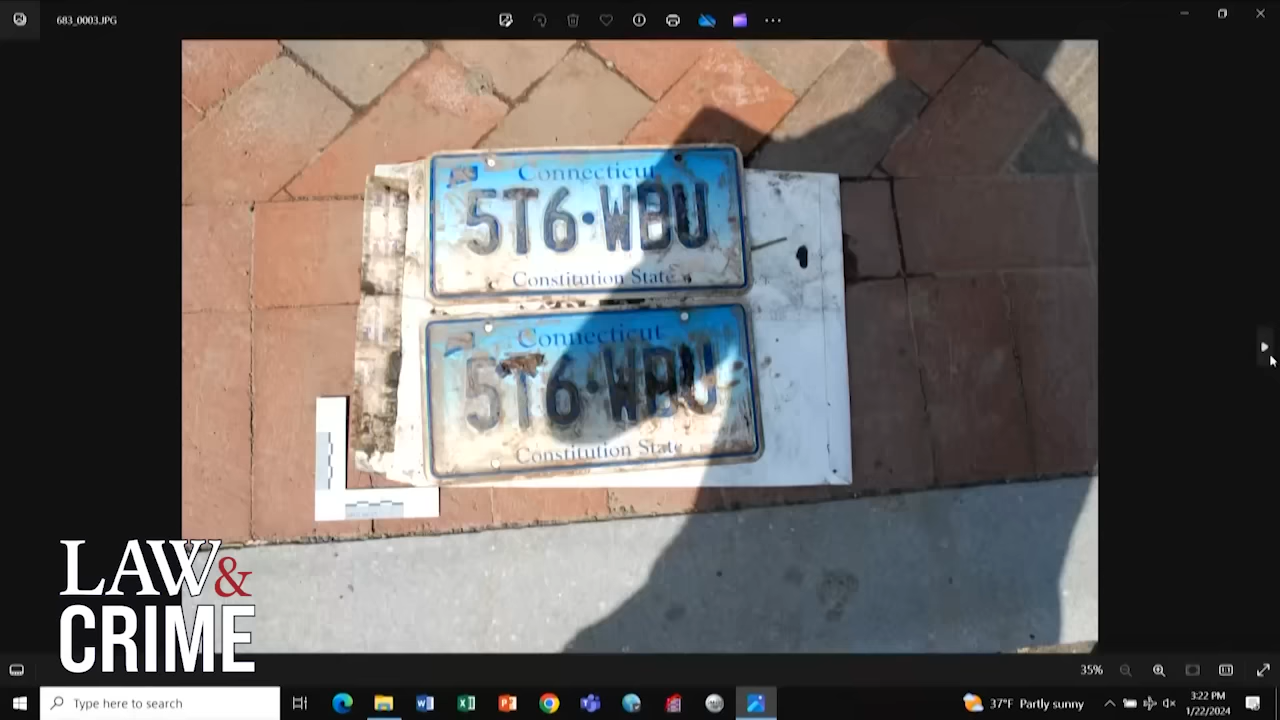 683_0003.JPG
Connecticut
5T6·WBU
Constitution State
Connecticut
5T6·WBU
Constitution State
LAW&
CRIME
35%
Type here to search
37°F Partly sunny
3:22 PM
1/22/2024